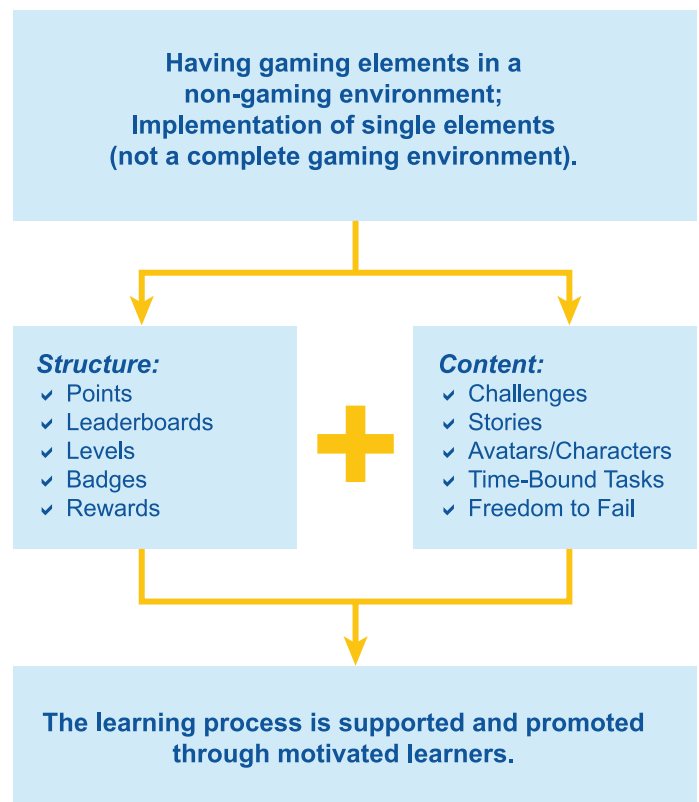 Having gaming elements in a
non-gaming environment;
Implementation of single elements
(not a complete gaming environment).
Structure:
Points
Leaderboards
Levels
Badges
Rewards
Content:
Challenges
Stories
Avatars/Characters
Time-Bound Tasks
Freedom to Fail
The learning process is supported and promoted
through motivated learners.